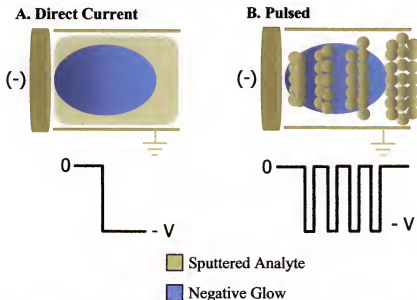 A. Direct Current
B. Pulsed
(-)
(-)
0
- V
0
- V
Sputtered Analyte
Negative Glow